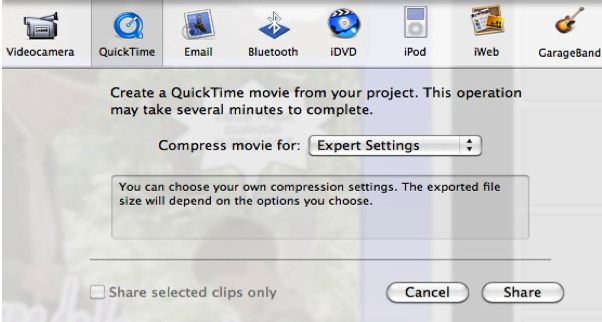 Videocamera QuickTime Email Bluetooth iDVD iPod iWeb GarageBand
Create a QuickTime movie from your project. This operation
may take several minutes to complete.
Compress movie for: Expert Settings
You can choose your own compression settings. The exported file
size will depend on the options you choose.
Share selected clips only Cancel Share